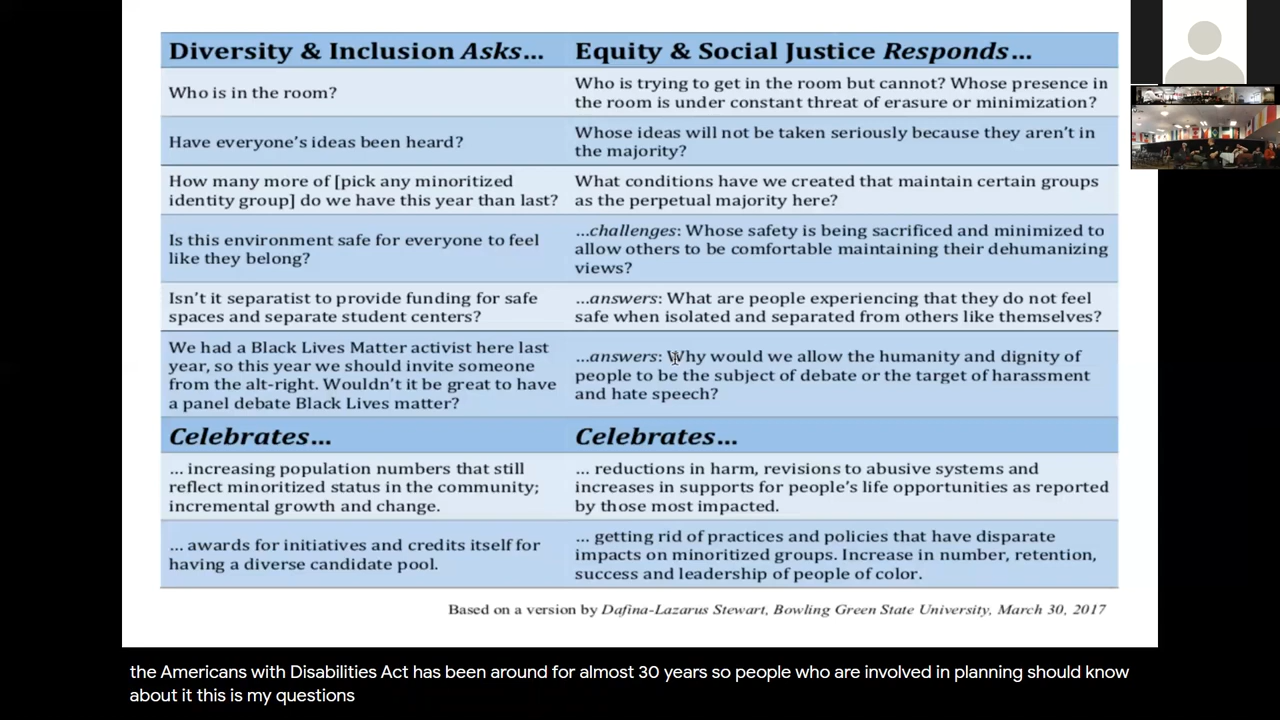 Diversity & Inclusion Asks…
Equity & Social Justice Responds…
Who is in the room?
Who is trying to get in the room but cannot? Whose presence in
the room is under constant threat of erasure or minimization?
Have everyone’s ideas been heard?
Whose ideas will not be taken seriously because they aren’t in
the majority?
How many more of [pick any minoritized
identity group] do we have this year than last?
What conditions have we created that maintain certain groups
as the perpetual majority here?
Is this environment safe for everyone to feel
like they belong?
…challenges: Whose safety is being sacrificed and minimized to
allow others to be comfortable maintaining their dehumanizing
views?
Isn’t it separatist to provide funding for safe
spaces and separate student centers?
…answers: What are people experiencing that they do not feel
safe when isolated and separated from others like themselves?
We had a Black Lives Matter activist here last
year, so this year we should invite someone
from the alt-right. Wouldn’t it be great to have
a panel debate Black Lives matter?
…answers: Why would we allow the humanity and dignity of
people to be the subject of debate or the target of harassment
and hate speech?
Celebrates…
Celebrates…
… increasing population numbers that still
reflect minoritized status in the community;
incremental growth and change.
… reductions in harm, revisions to abusive systems and
increases in supports for people’s life opportunities as reported
by those most impacted.
… awards for initiatives and credits itself for
having a diverse candidate pool.
… getting rid of practices and policies that have disparate
impacts on minoritized groups. Increase in number, retention,
success and leadership of people of color.
Based on a version by Dafina-Lazarus Stewart, Bowling Green State University, March 30, 2017
the Americans with Disabilities Act has been around for almost 30 years so people who are involved in planning should know
about it this is my questions